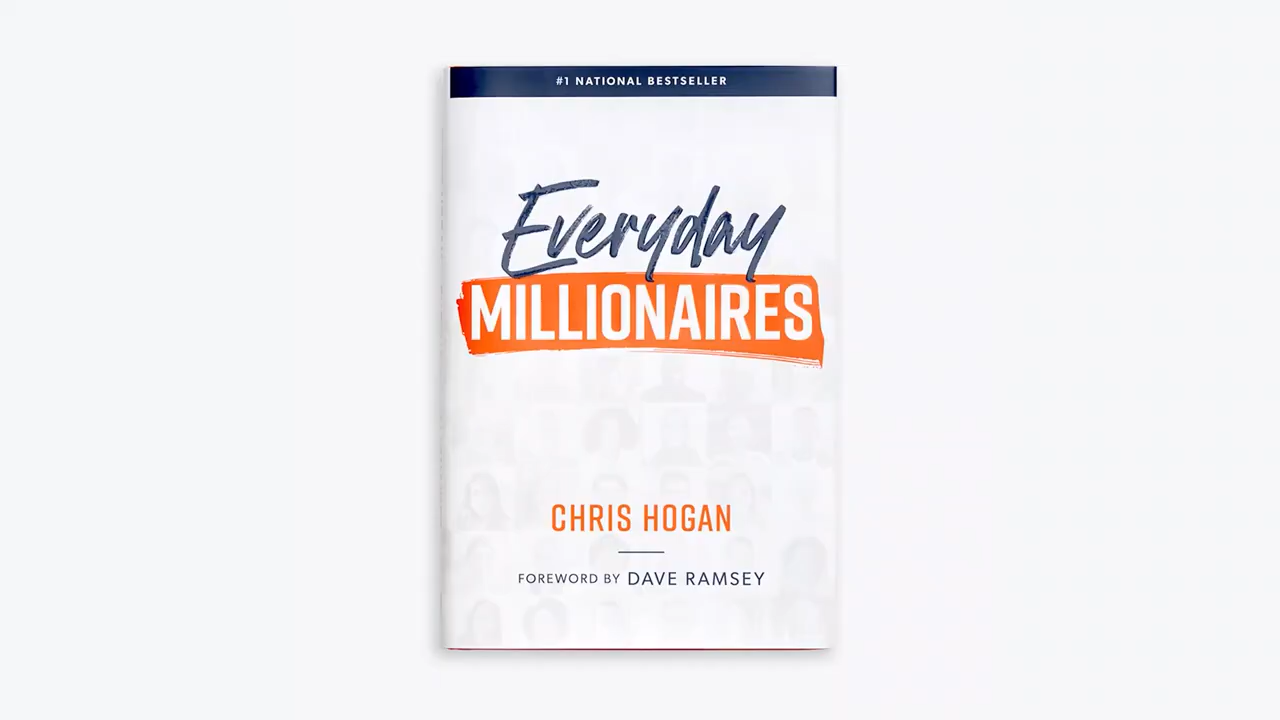 #1 NATIONAL BESTSELLER
Everyday
MILLIONAIRES
CHRIS HOGAN
FOREWORD BY DAVE RAMSEY